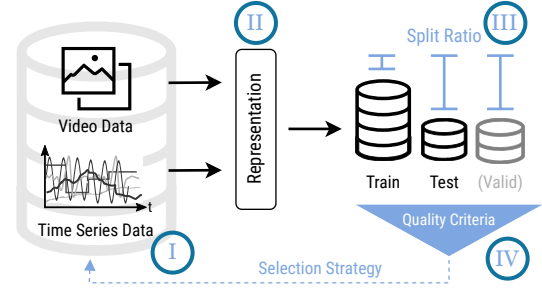 II
III
Split Ratio
Video Data
Representation
t
Time Series Data
I
Train
Test
(Valid)
Quality Criteria
IV
Selection Strategy